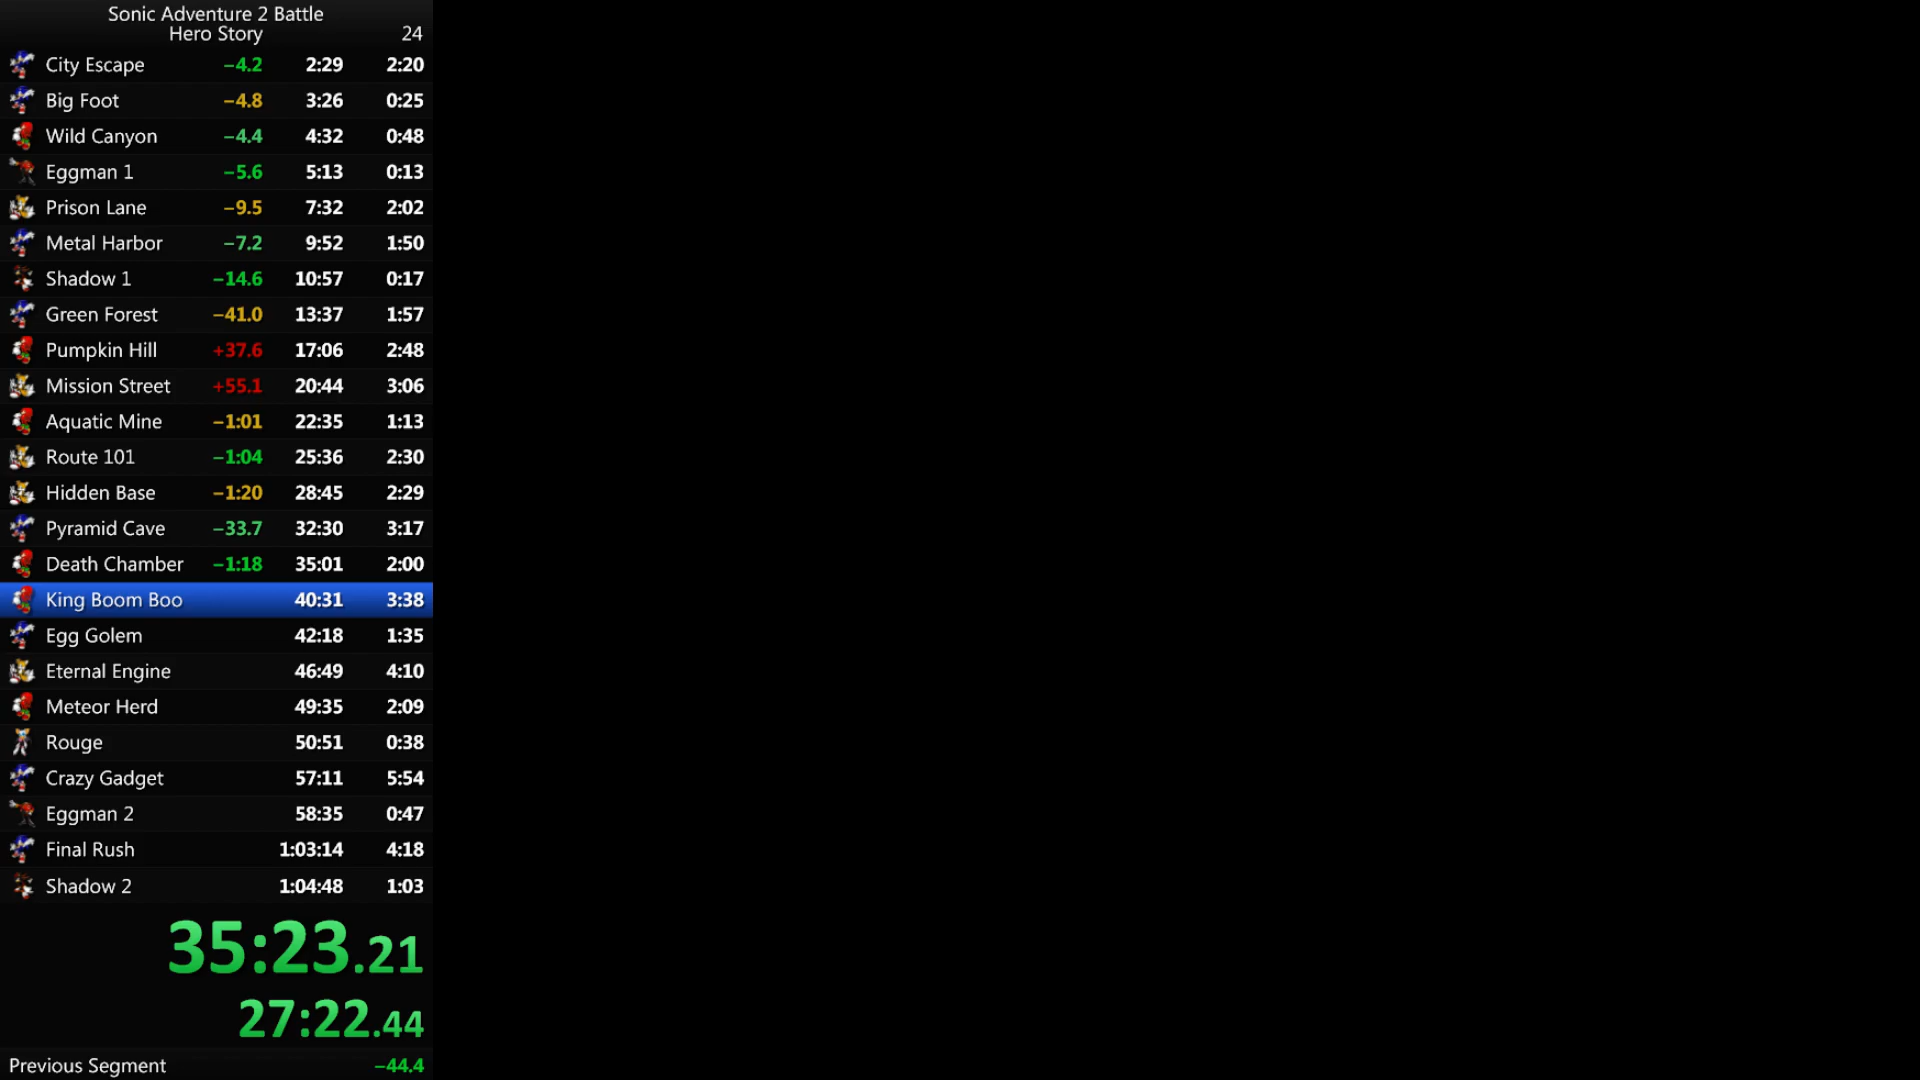 Sonic Adventure 2 Battle
Hero Story 24
City Escape −4.2 2:29 2:20
Big Foot −4.8 3:26 0:25
Wild Canyon −4.4 4:32 0:48
Eggman 1 −5.6 5:13 0:13
Prison Lane −9.5 7:32 2:02
Metal Harbor −7.2 9:52 1:50
Shadow 1 −14.6 10:57 0:17
Green Forest −41.0 13:37 1:57
Pumpkin Hill +37.6 17:06 2:48
Mission Street +55.1 20:44 3:06
Aquatic Mine −1:01 22:35 1:13
Route 101 −1:04 25:36 2:30
Hidden Base −1:20 28:45 2:29
Pyramid Cave −33.7 32:30 3:17
Death Chamber −1:18 35:01 2:00
King Boom Boo 40:31 3:38
Egg Golem 42:18 1:35
Eternal Engine 46:49 4:10
Meteor Herd 49:35 2:09
Rouge 50:51 0:38
Crazy Gadget 57:11 5:54
Eggman 2 58:35 0:47
Final Rush 1:03:14 4:18
Shadow 2 1:04:48 1:03
35:23.21
27:22.44
Previous Segment −44.4